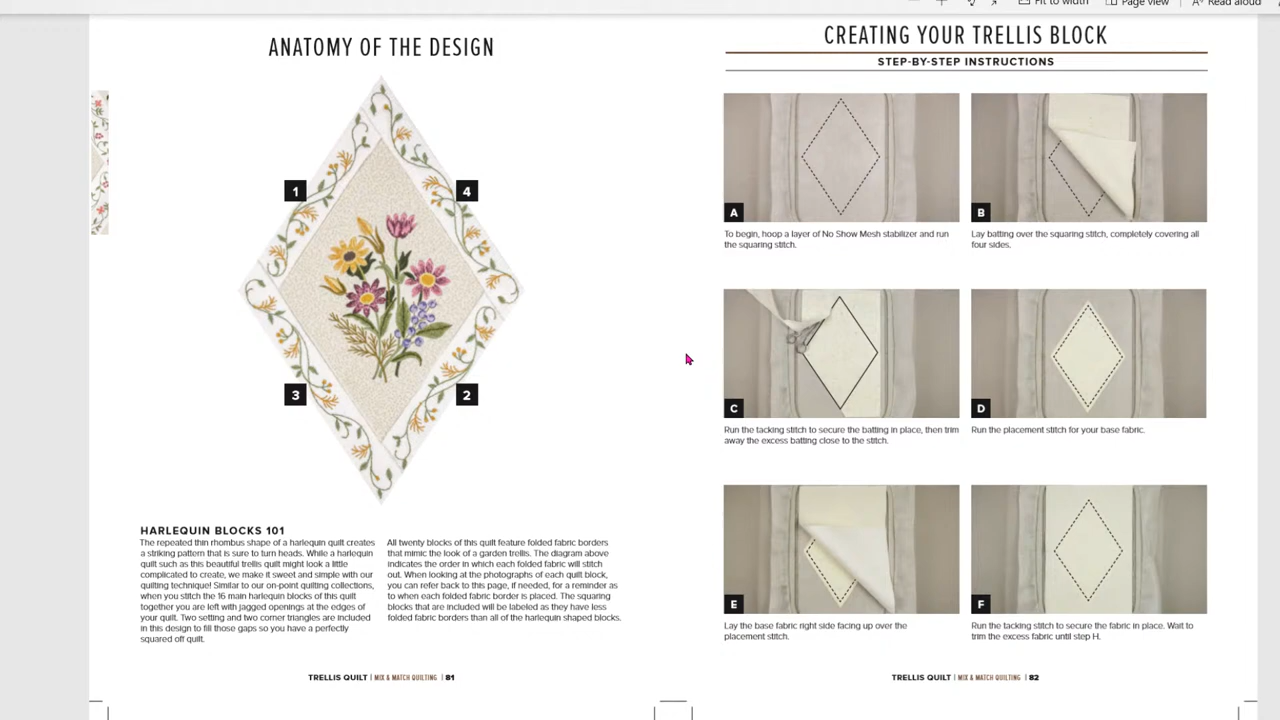 Fit to width
Page view
Read aloud
ANATOMY OF THE DESIGN
1
4
3
2
HARLEQUIN BLOCKS 101
The repeated thin rhombus shape of a harlequin quilt creates
a striking pattern that is sure to turn heads. While a harlequin
quilt such as this beautiful trellis quilt might look a little
complicated to create, we make it sweet and simple with our
quilting technique! Similar to our on-point quilting collections,
when you stitch the 16 main harlequin blocks of this quilt
together you are left with jagged openings at the edges of
your quilt. Two setting and two corner triangles are included
in this design to fill those gaps so you have a perfectly
squared off quilt.
All twenty blocks of this quilt feature folded fabric borders
that mimic the look of a garden trellis. The diagram above
indicates the order in which each folded fabric will stitch
out. When looking at the photographs of each quilt block,
you can refer back to this page, if needed, for a reminder as
to when each folded fabric border is placed. The squaring
blocks that are included will be labeled as they have less
folded fabric borders than all of the harlequin shaped blocks.
TRELLIS QUILT | MIX & MATCH QUILTING | 81
CREATING YOUR TRELLIS BLOCK
STEP-BY-STEP INSTRUCTIONS
A
To begin, hoop a layer of No Show Mesh stabilizer and run
the squaring stitch.
B
Lay batting over the squaring stitch, completely covering all
four sides.
C
Run the tacking stitch to secure the batting in place, then trim
away the excess batting close to the stitch.
D
Run the placement stitch for your base fabric.
E
Lay the base fabric right side facing up over the
placement stitch.
F
Run the tacking stitch to secure the fabric in place. Wait to
trim the excess fabric until step H.
TRELLIS QUILT | MIX & MATCH QUILTING | 82